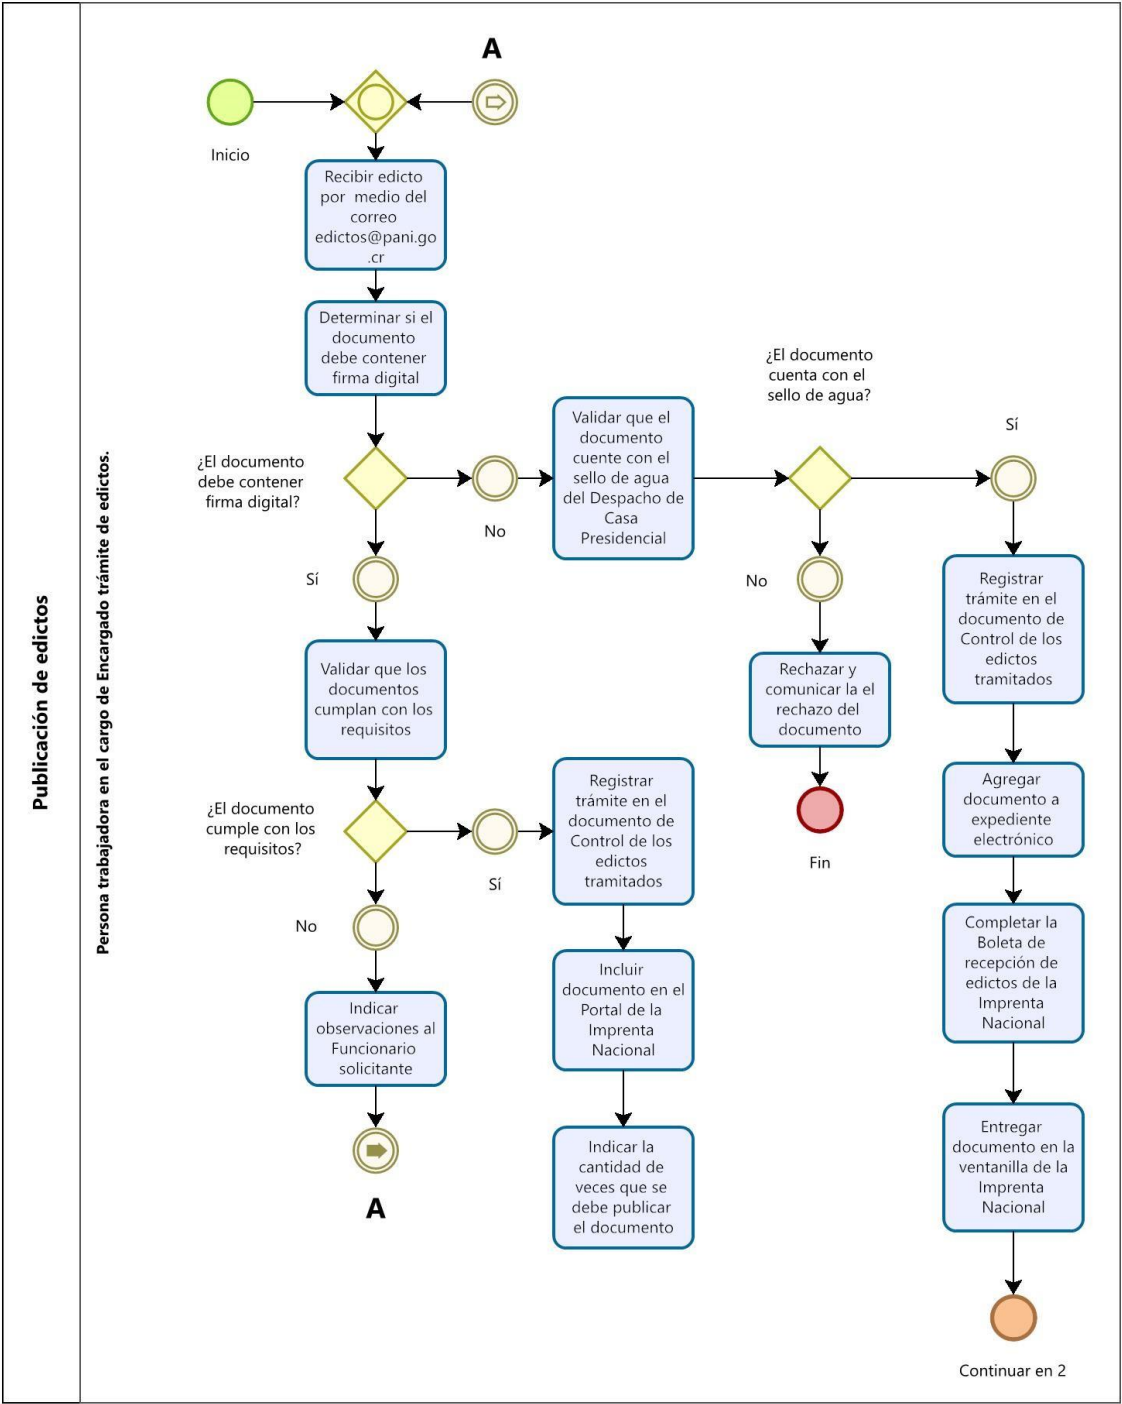 Publicación de edictos
Persona trabajadora en el cargo de Encargado trámite de edictos.
A
Inicio
Recibir edicto
por medio del
correo
edictos@pani.go
.cr
Determinar si el
documento
debe contener
firma digital
¿El documento
debe contener
firma digital?
No
Validar que el
documento
cuente con el
sello de agua
del Despacho de
Casa
Presidencial
¿El documento
cuenta con el
sello de agua?
Sí
No
Rechazar y
comunicar la el
rechazo del
documento
Fin
Registrar
trámite en el
documento de
Control de los
edictos
tramitados
Agregar
documento a
expediente
electrónico
Completar la
Boleta de
recepción de
edictos de la
Imprenta
Nacional
Entregar
documento en la
ventanilla de la
Imprenta
Nacional
Continuar en 2
Sí
Validar que los
documentos
cumplan con los
requisitos
¿El documento
cumple con los
requisitos?
Sí
Registrar
trámite en el
documento de
Control de los
edictos
tramitados
Incluir
documento en el
Portal de la
Imprenta
Nacional
Indicar la
cantidad de
veces que se
debe publicar
el documento
No
Indicar
observaciones al
Funcionario
solicitante
A